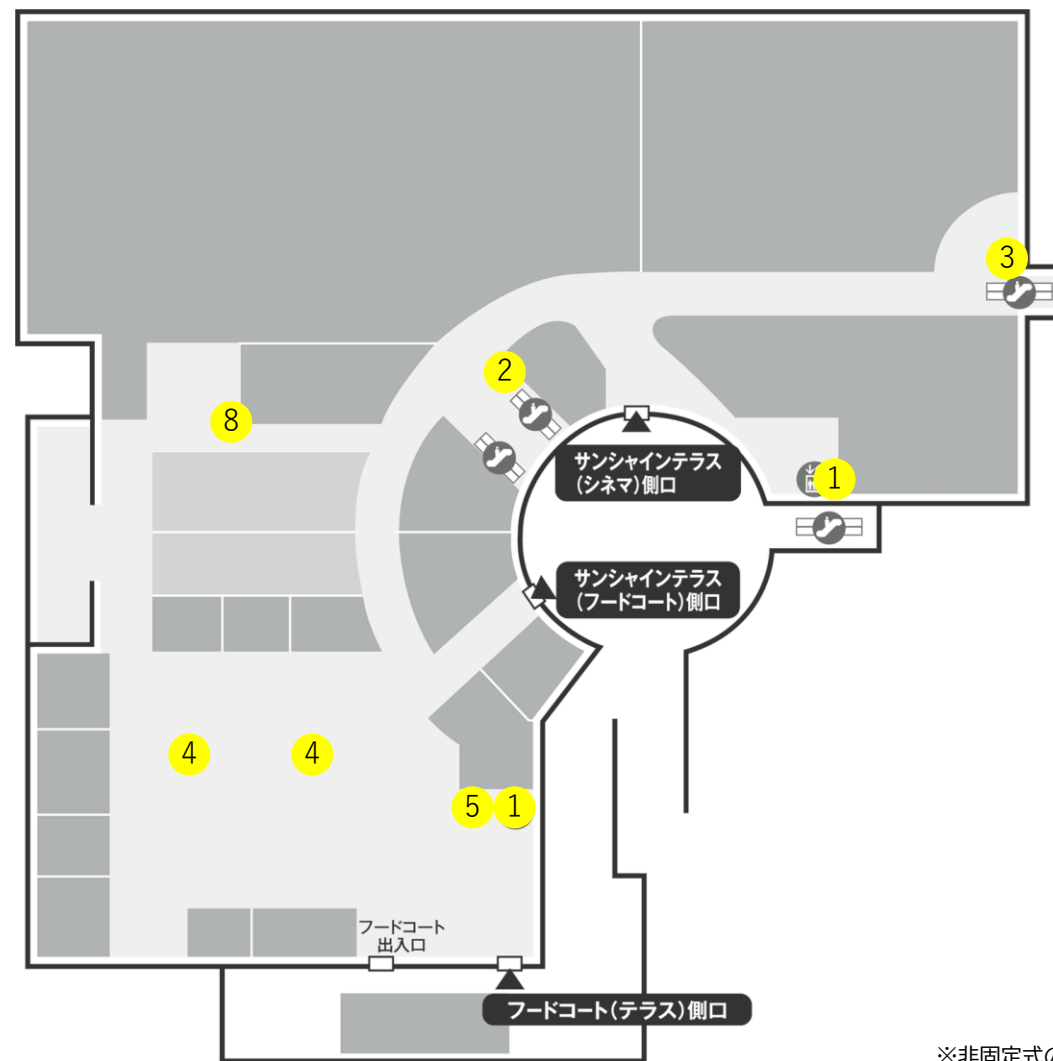 3
2
8
サンシャインテラス
(シネマ)側口
1
サンシャインテラス
(フードコート)側口
4
4
5
1
フードコート
出入口
フードコート(テラス)側口
※非固定式の